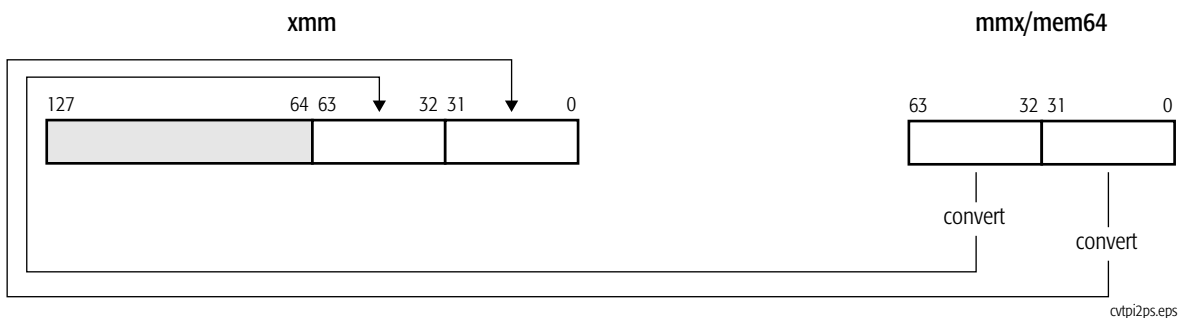 xmm mmx/mem64
127 64 63 32 31 0 63 32 31 0
convert
convert
cvtpi2ps.eps